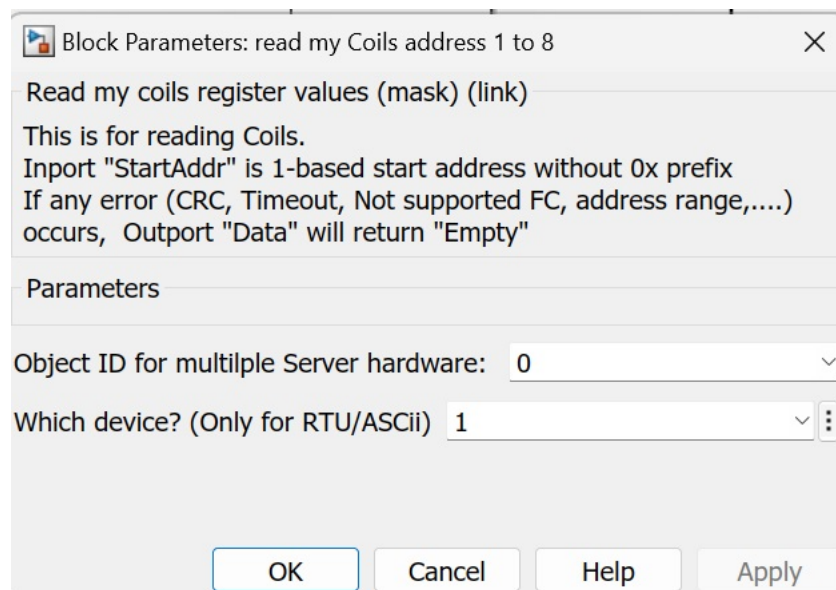 Block Parameters: read my Coils address 1 to 8
Read my coils register values (mask) (link)
This is for reading Coils.
Inport "StartAddr" is 1-based start address without 0x prefix
If any error (CRC, Timeout, Not supported FC, address range,....)
occurs,  Outport "Data" will return "Empty"
Parameters
Object ID for multilple Server hardware: 0
Which device? (Only for RTU/ASCii) 1
OK Cancel Help Apply